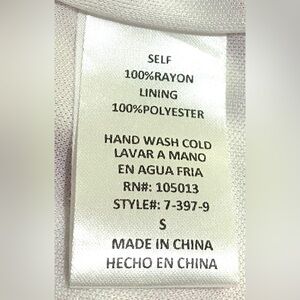 SELF
100%RAYON
LINING
100%POLYESTER
HAND WASH COLD
LAVAR A MANO
EN AGUA FRIA
RN#: 105013
STYLE#: 7-397-9
S
MADE IN CHINA
HECHO EN CHINA